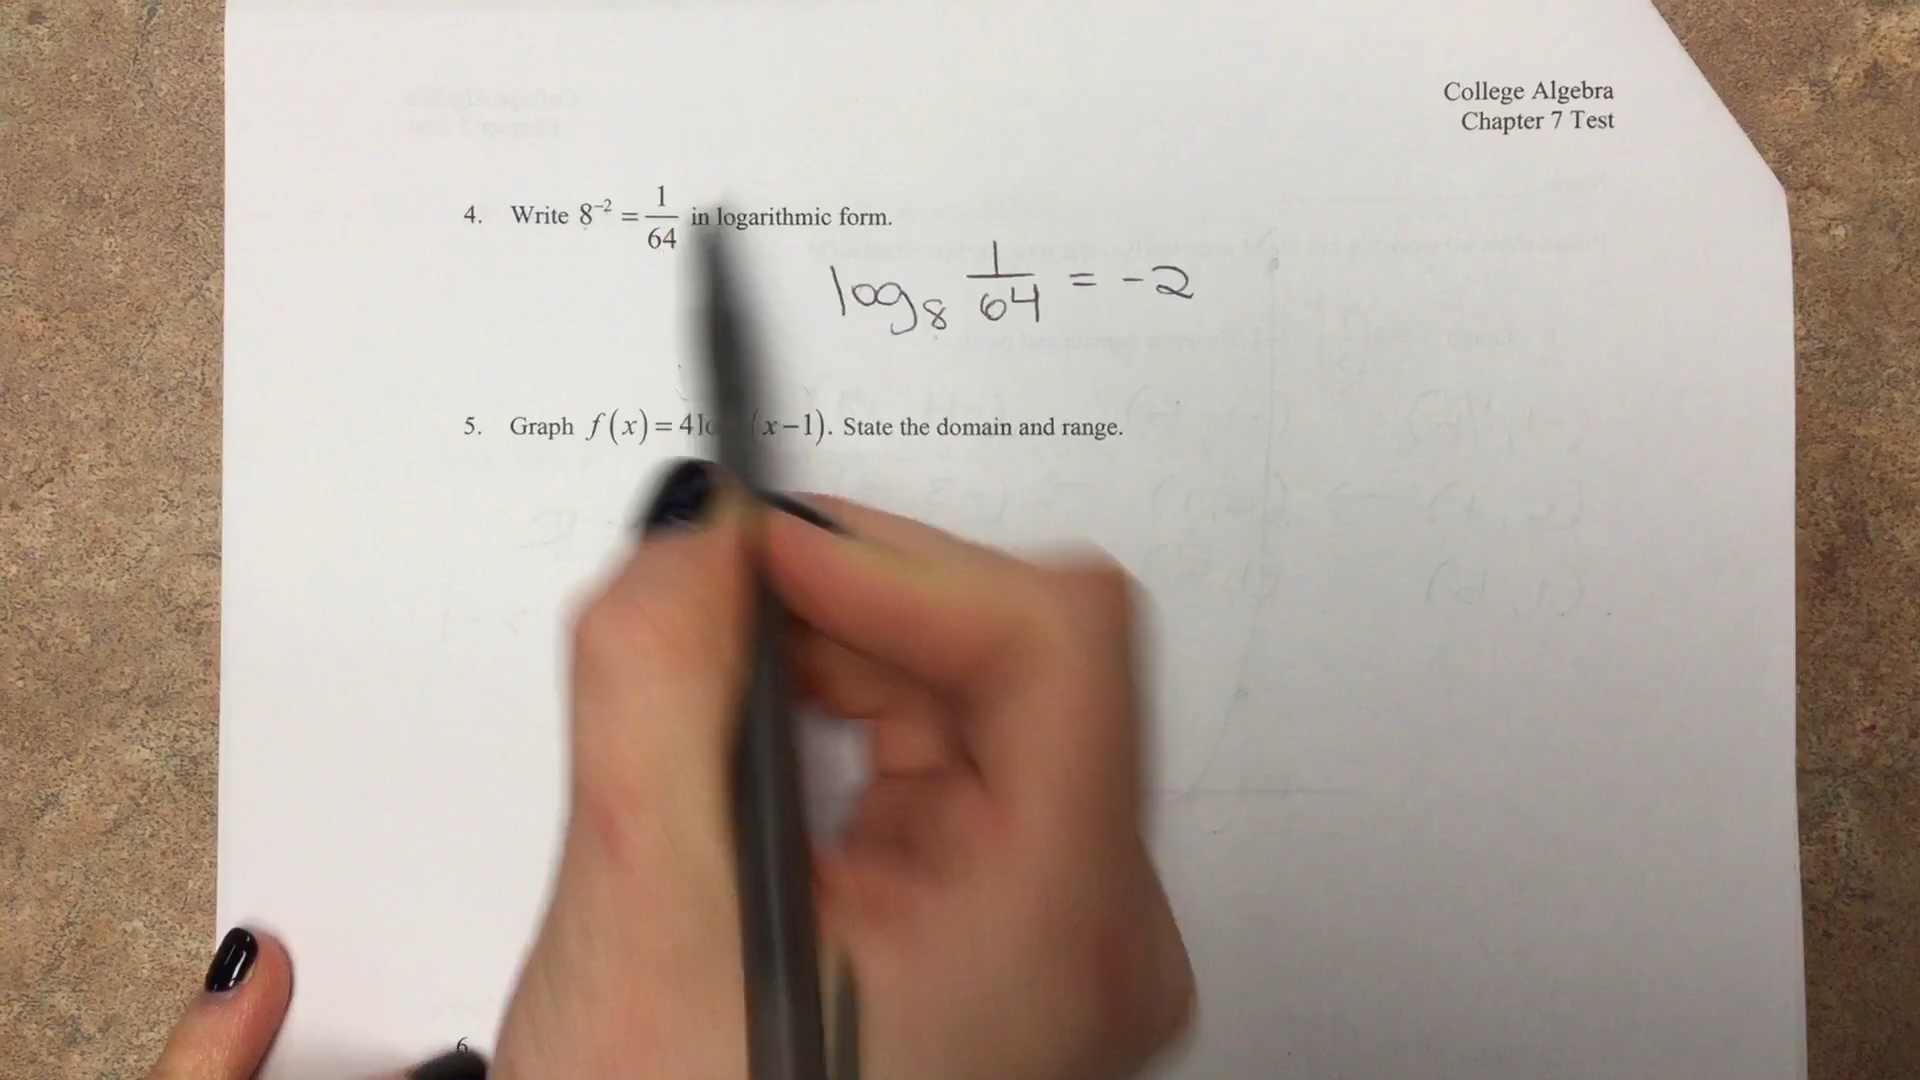 College Algebra
Chapter 7 Test
4. Write 8⁻² = 1/64 in logarithmic form.
log₈ 1/64 = -2
5. Graph f(x) = 4 (x−1). State the domain and range.
6